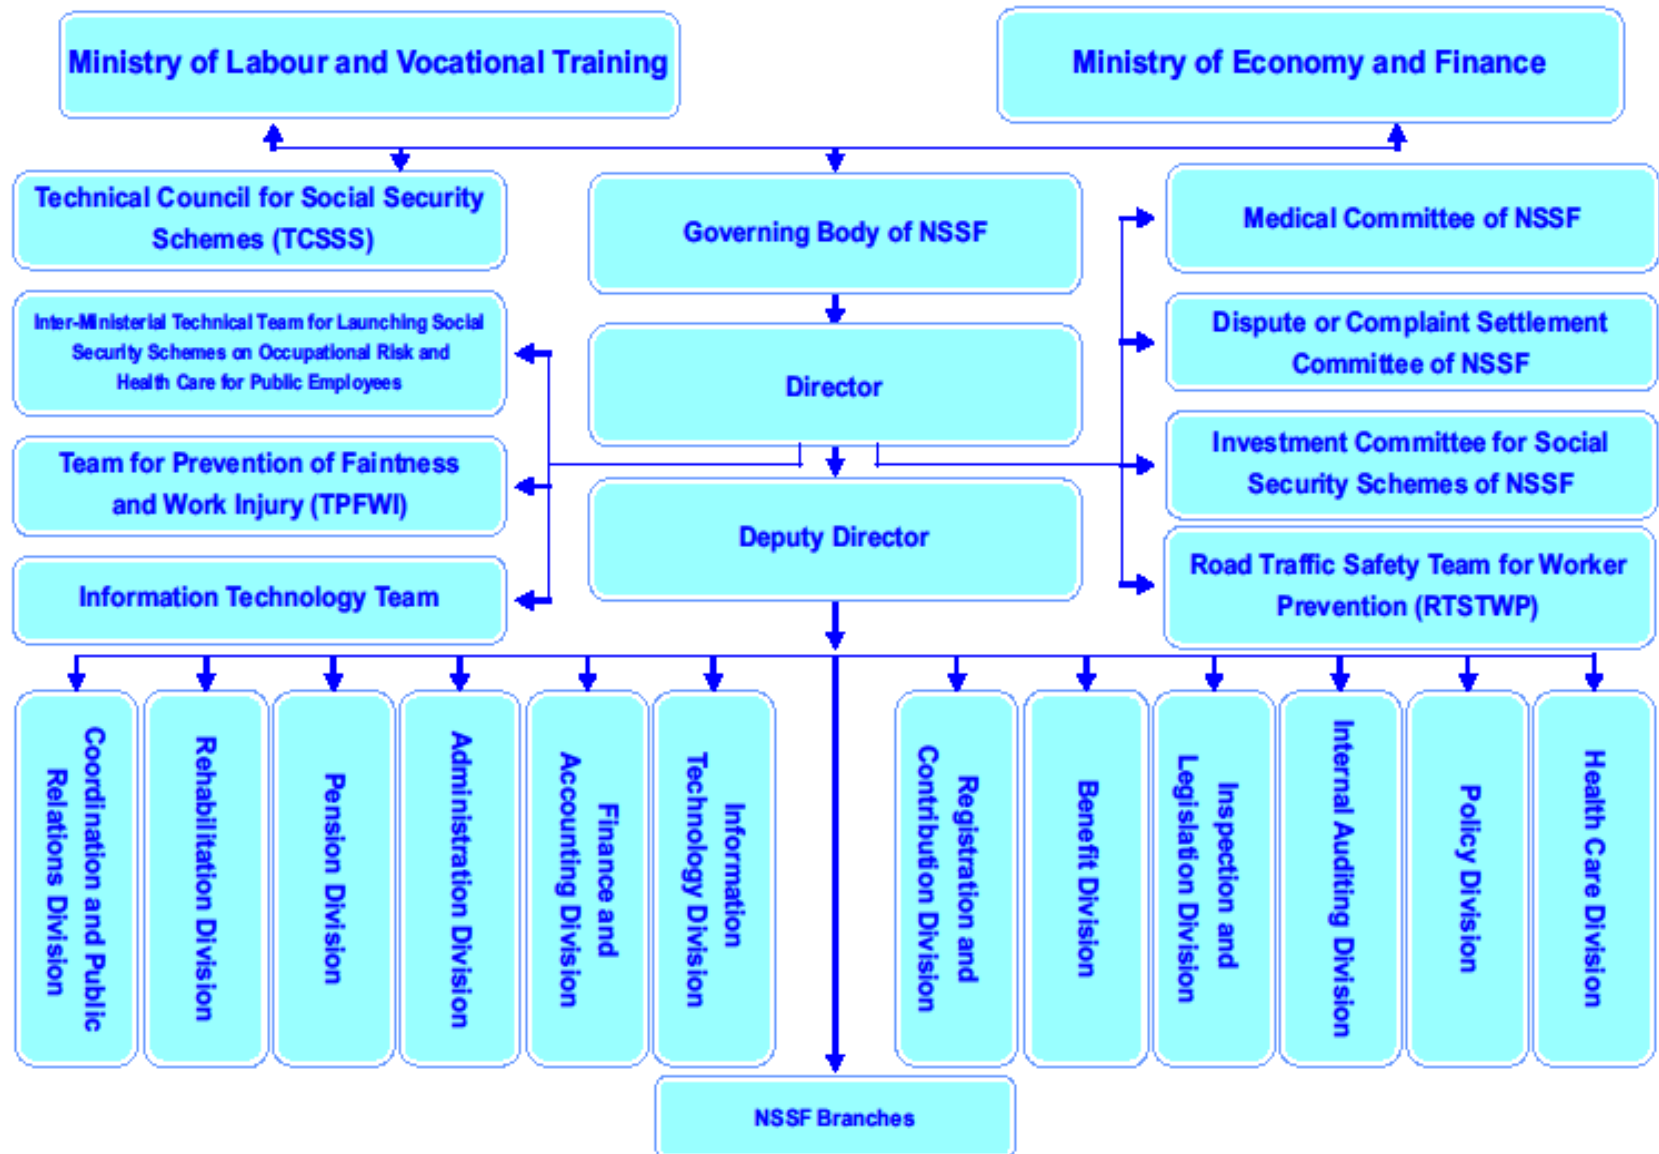 Ministry of Labour and Vocational Training
Ministry of Economy and Finance
Technical Council for Social Security
Schemes (TCSSS)
Governing Body of NSSF
Medical Committee of NSSF
Inter-Ministerial Technical Team for Launching Social
Security Schemes on Occupational Risk and
Health Care for Public Employees
Director
Dispute or Complaint Settlement
Committee of NSSF
Team for Prevention of Faintness
and Work Injury (TPFWI)
Investment Committee for Social
Security Schemes of NSSF
Deputy Director
Information Technology Team
Road Traffic Safety Team for Worker
Prevention (RTSTWP)
Coordination and Public
Relations Division
Rehabilitation Division
Pension Division
Administration Division
Finance and
Accounting Division
Information
Technology Division
Registration and
Contribution Division
Benefit Division
Inspection and
Legislation Division
Internal Auditing Division
Policy Division
Health Care Division
NSSF Branches